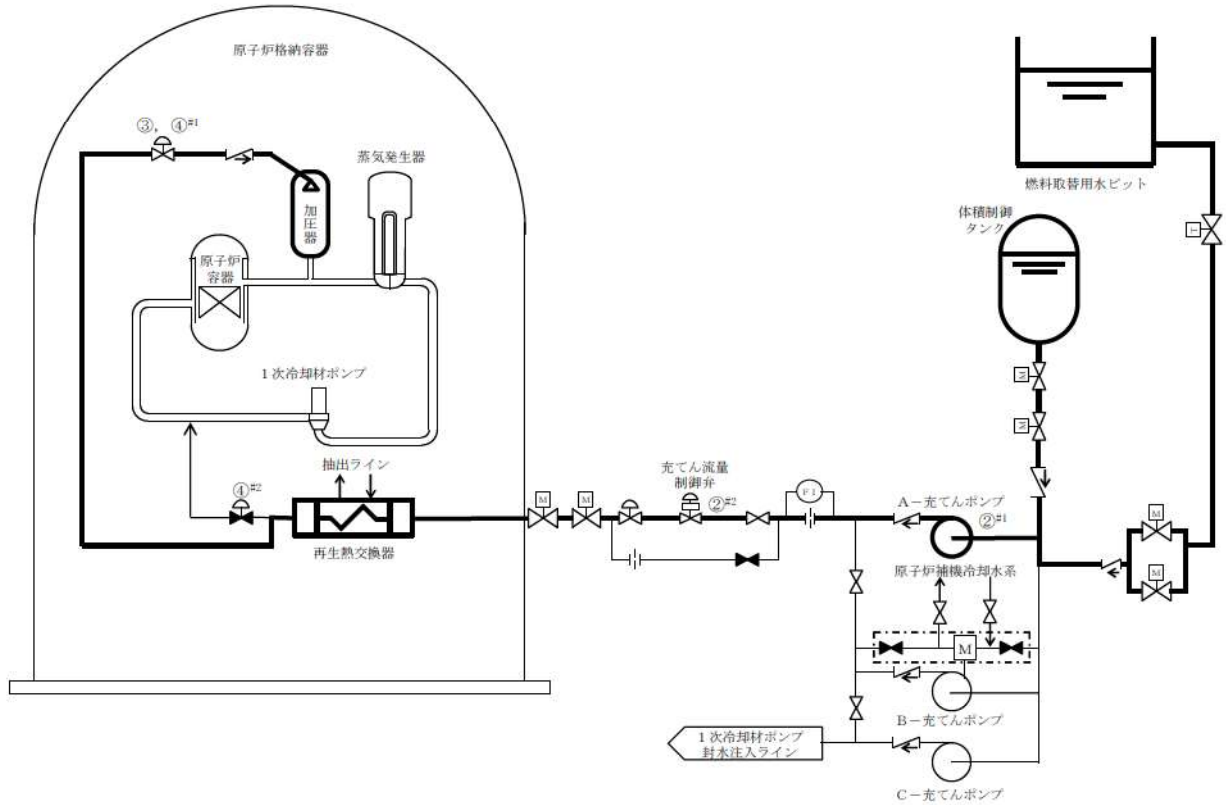 原子炉格納容器
③, ④#1
蒸気発生器
加圧器
原子炉
容器
1次冷却材ポンプ
抽出ライン
④#2
再生熱交換器
M
M
充てん流量
制御弁
②#2
FI
A－充てんポンプ
②#1
原子炉補機冷却水系
M
B－充てんポンプ
1次冷却材ポンプ
封水注入ライン
C－充てんポンプ
燃料取替用水ピット
体積制御
タンク
T
M
M
M
M